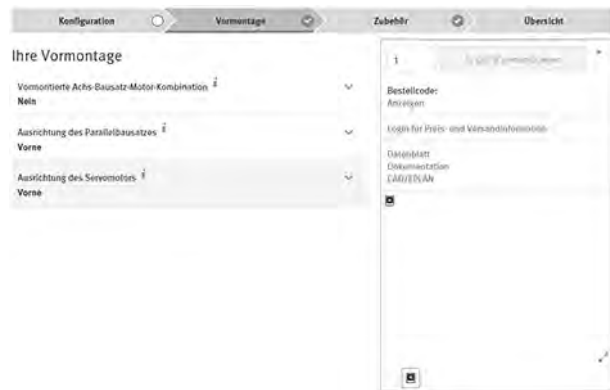 Konfiguration
Vormontage
Zubehör
Übersicht
Ihre Vormontage
Vormontierte Achs-Bausatz-Motor-Kombination i
Nein
Ausrichtung des Parallelbausatzes i
Vorne
Ausrichtung des Servomotors i
Vorne
1
Bestellcode:
Anzeigen
Login für Preis- und Versandinformationen
Datenblatt
Dokumentation
CAD/EPLAN